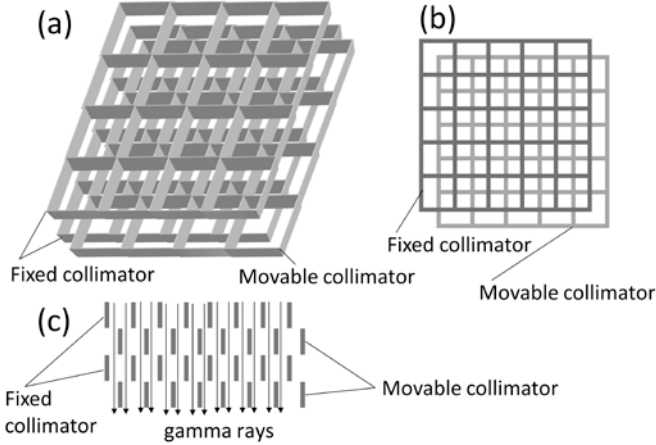 (a)
(b)
Fixed collimator
Movable collimator
Fixed collimator
Movable collimator
(c)
Fixed
collimator
Movable collimator
gamma rays